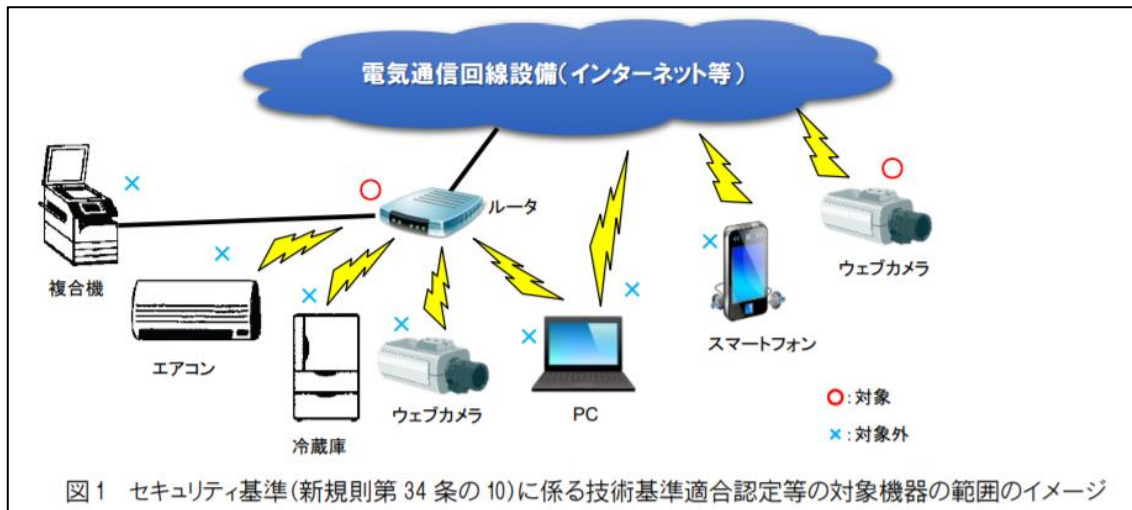 電気通信回線設備(インターネット等)
ルータ
複合機
エアコン
冷蔵庫
ウェブカメラ
PC
スマートフォン
ウェブカメラ
○:対象
×:対象外
図1 セキュリティ基準(新規則第 34 条の 10)に係る技術基準適合認定等の対象機器の範囲のイメージ